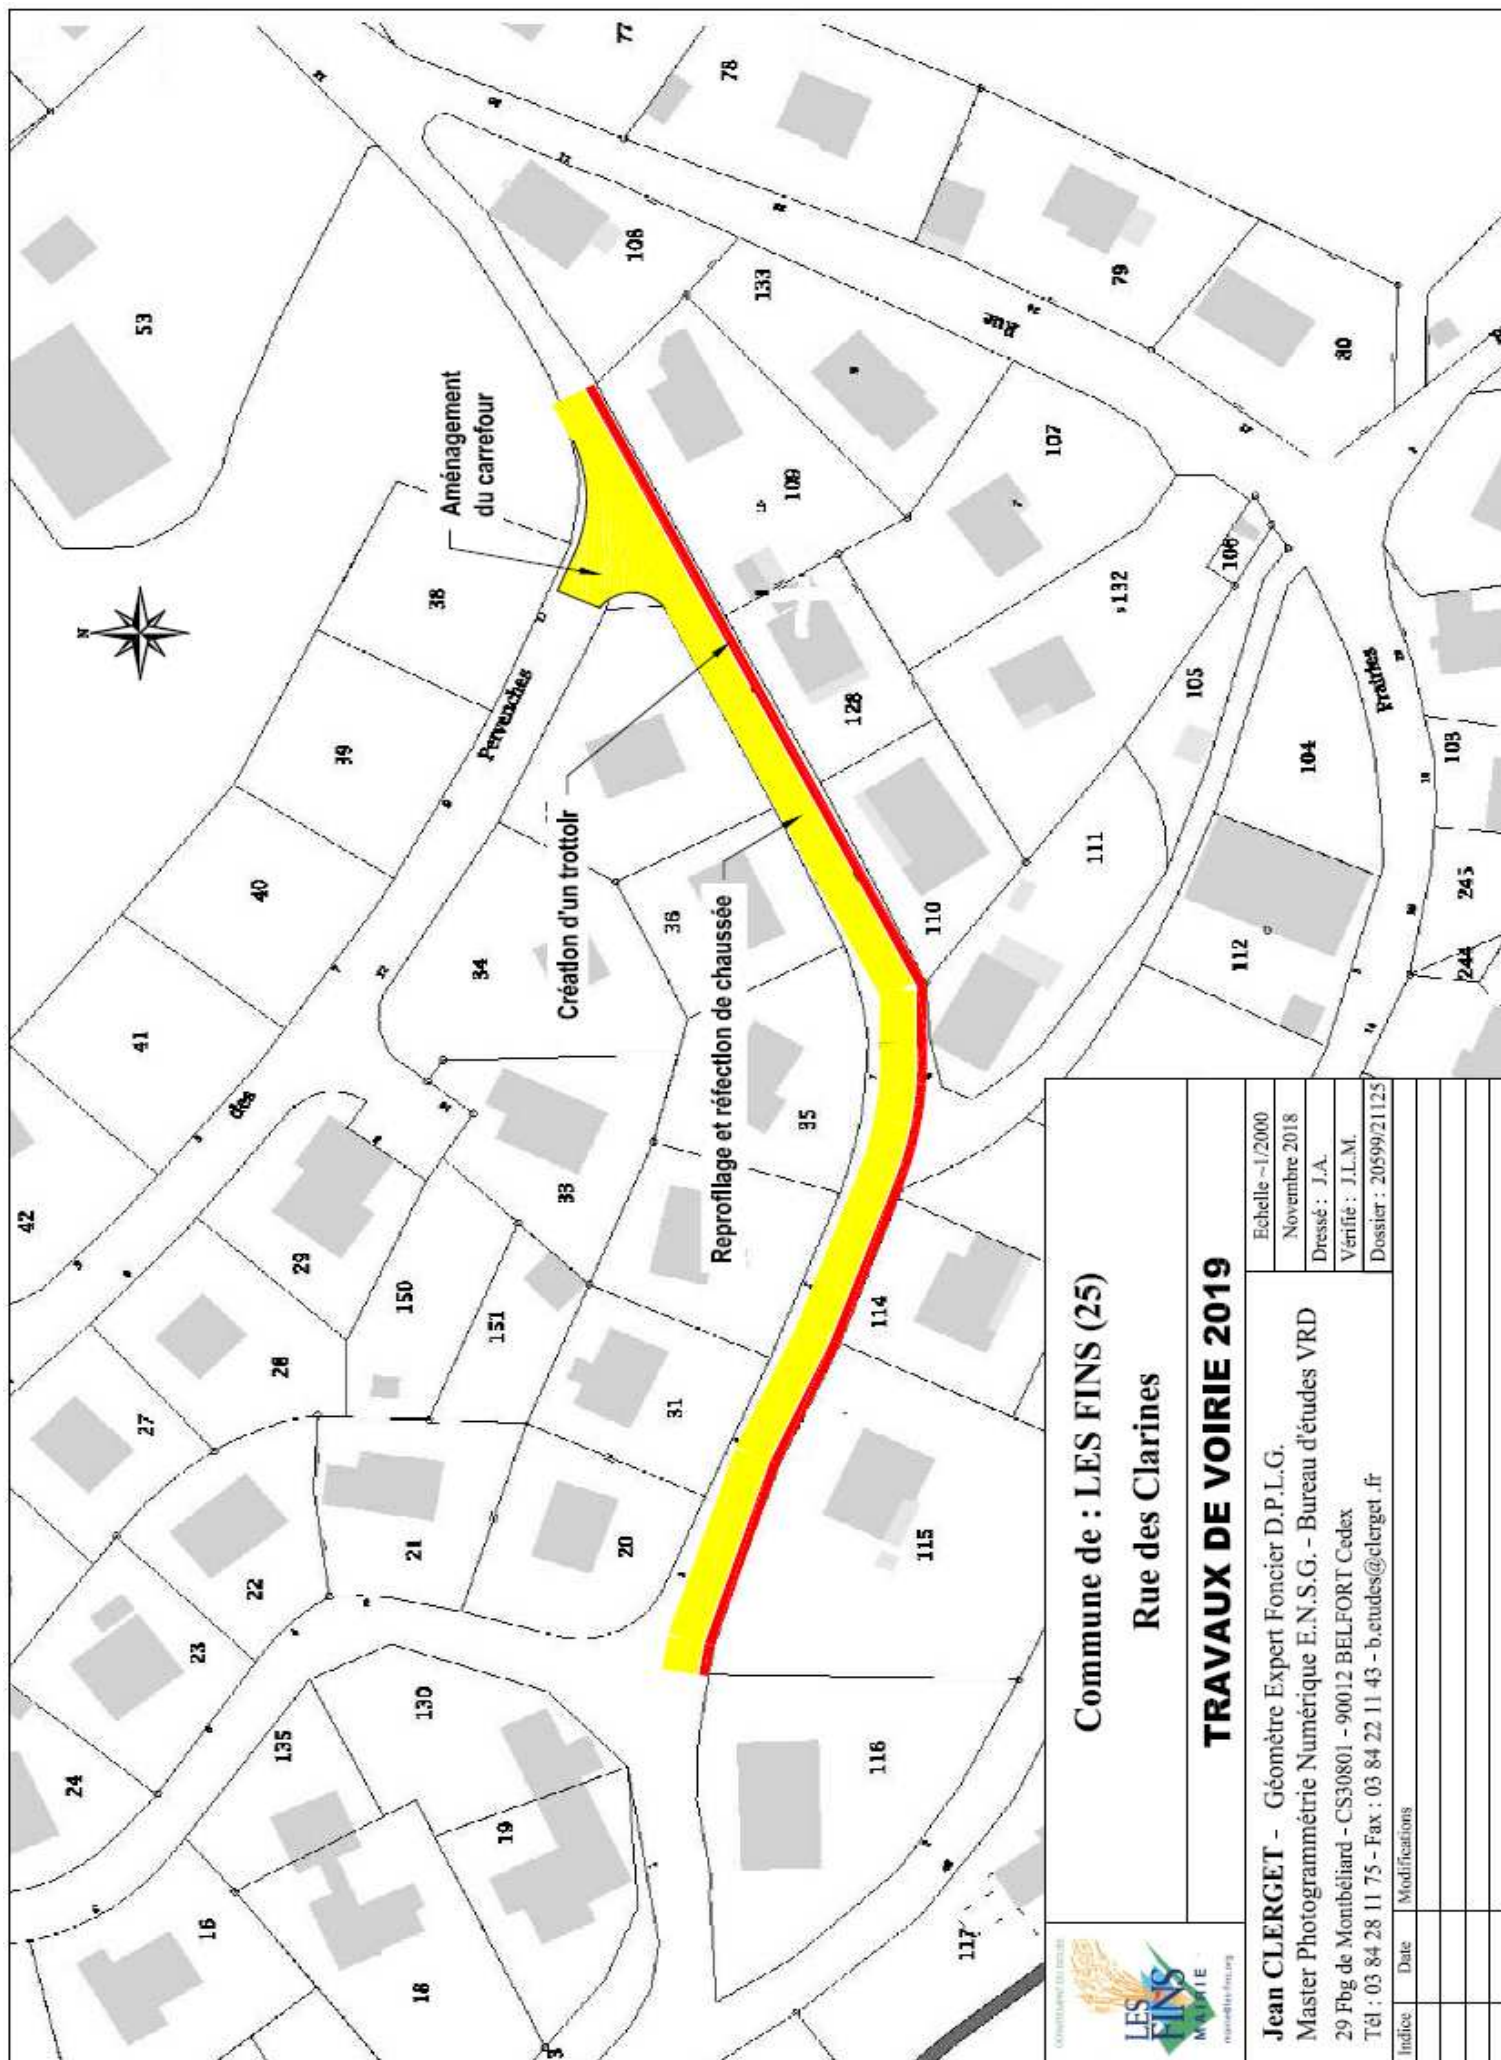 N
Aménagement
du carrefour
Création d'un trottoir
Reprofilage et réfection de chaussée
Pervenches
des
Rue
Prairies
53
77
78
108
133
79
80
38
39
40
41
42
109
107
132
106
105
128
110
111
104
103
245
244
112
34
36
35
33
29
150
151
28
27
31
114
115
20
21
22
23
24
130
135
19
18
16
116
117
Commune de : LES FINS (25)
Rue des Clarines
TRAVAUX DE VOIRIE 2019
LES
FINS
MAIRIE
Jean CLERGET - Géomètre Expert Foncier D.P.L.G.
Master Photogrammétrie Numérique E.N.S.G. - Bureau d'études VRD
29 Fbg de Montbéliard - CS30801 - 90012 BELFORT Cedex
Tél : 03 84 28 11 75 - Fax : 03 84 22 11 43 - b.etudes@clerget .fr
Echelle ~1/2000
Novembre 2018
Dressé : J.A.
Vérifié : J.L.M.
Dossier : 20599/21125
Indice Date Modifications